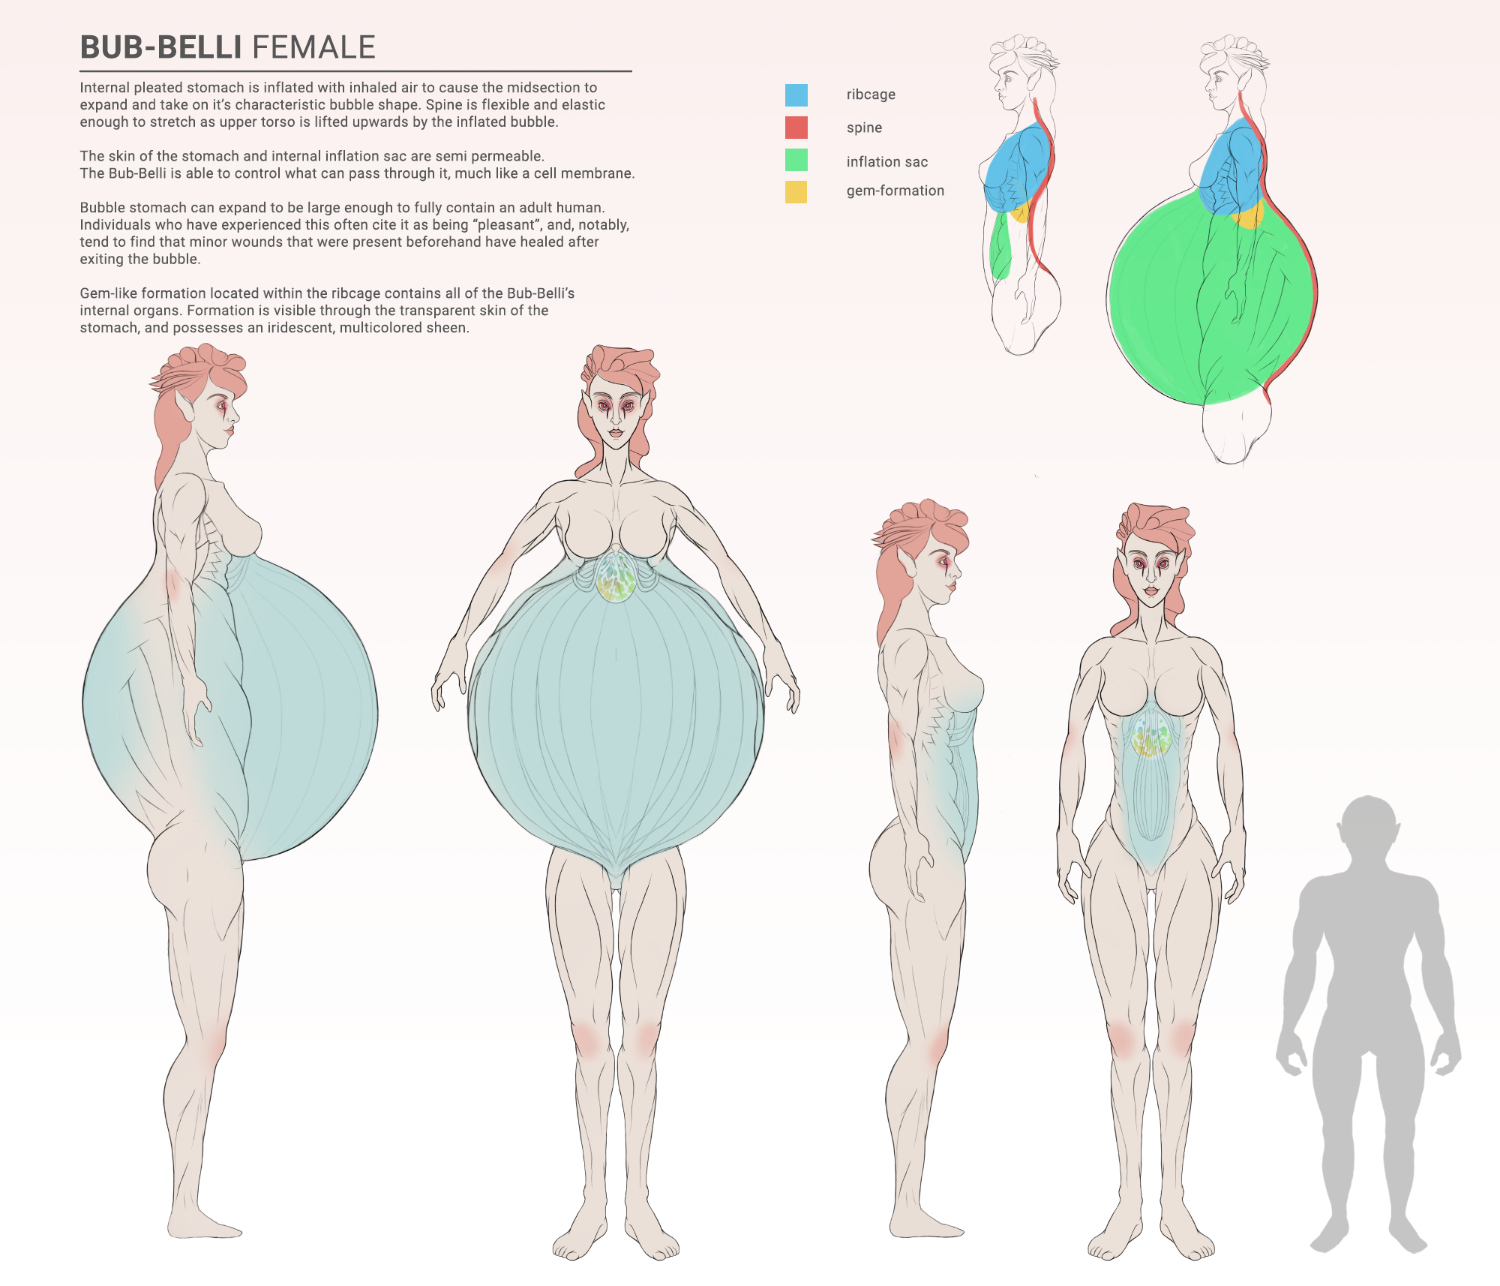 BUB-BELLI FEMALE
Internal pleated stomach is inflated with inhaled air to cause the midsection to
expand and take on it's characteristic bubble shape. Spine is flexible and elastic
enough to stretch as upper torso is lifted upwards by the inflated bubble.
The skin of the stomach and internal inflation sac are semi permeable.
The Bub-Belli is able to control what can pass through it, much like a cell membrane.
Bubble stomach can expand to be large enough to fully contain an adult human.
Individuals who have experienced this often cite it as being “pleasant”, and, notably,
tend to find that minor wounds that were present beforehand have healed after
exiting the bubble.
Gem-like formation located within the ribcage contains all of the Bub-Belli's
internal organs. Formation is visible through the transparent skin of the
stomach, and possesses an iridescent, multicolored sheen.
ribcage
spine
inflation sac
gem-formation